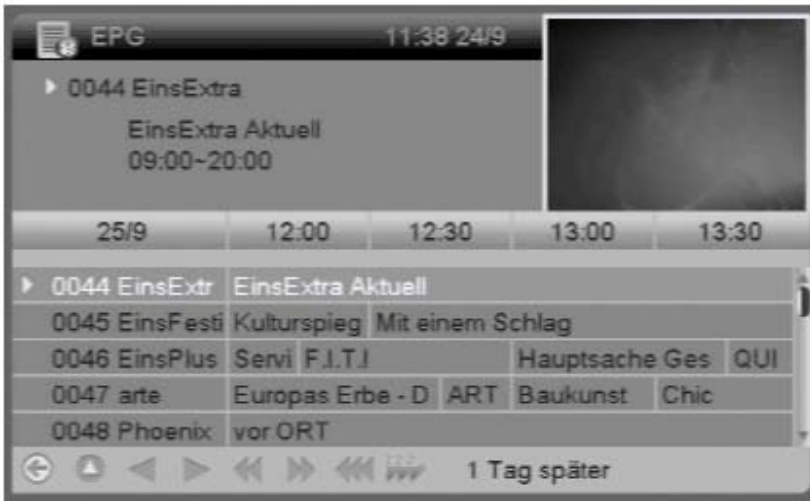 EPG 11:38 24/9
0044 EinsExtra
EinsExtra Aktuell
09:00~20:00
25/9 12:00 12:30 13:00 13:30
0044 EinsExtr EinsExtra Aktuell
0045 EinsFesti Kulturspieg Mit einem Schlag
0046 EinsPlus Servi F.I.T.! Hauptsache Ges QUI
0047 arte Europas Erbe - D ART Baukunst Chic
0048 Phoenix vor ORT
1 Tag später